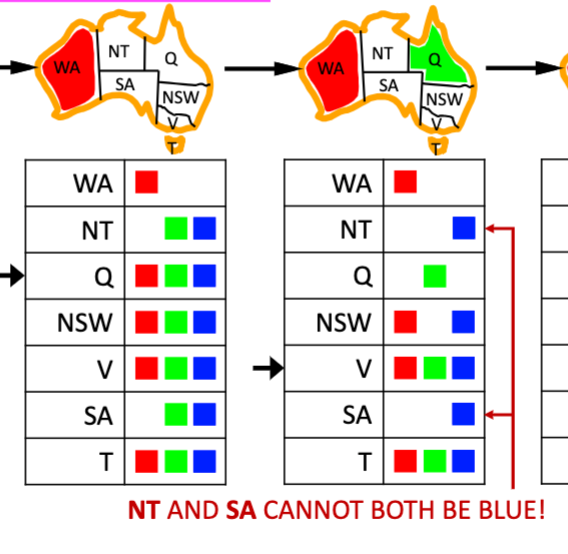 WA NT Q SA NSW V T
WA NT Q SA NSW V T
WA
NT
Q
NSW
V
SA
T
WA
NT
Q
NSW
V
SA
T
NT AND SA CANNOT BOTH BE BLUE!